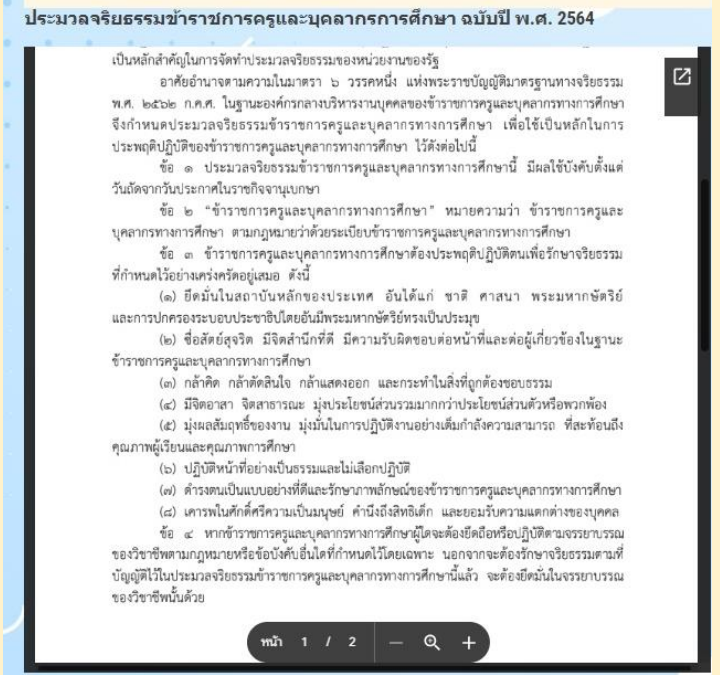 ประมวลจริยธรรมข้าราชการครูและบุคลากรการศึกษา ฉบับปี พ.ศ. 2564
เป็นหลักสำคัญในการจัดทำประมวลจริยธรรมของหน่วยงานของรัฐ
อาศัยอำนาจตามความในมาตรา ๖ วรรคหนึ่ง แห่งพระราชบัญญัติมาตรฐานทางจริยธรรม
พ.ศ. ๒๕๖๒ ก.ค.ศ. ในฐานะองค์กรกลางบริหารงานบุคคลของข้าราชการครูและบุคลากรทางการศึกษา
จึงกำหนดประมวลจริยธรรมข้าราชการครูและบุคลากรทางการศึกษา เพื่อใช้เป็นหลักในการ
ประพฤติปฏิบัติของข้าราชการครูและบุคลากรทางการศึกษา ไว้ดังต่อไปนี้
ข้อ ๑ ประมวลจริยธรรมข้าราชการครูและบุคลากรทางการศึกษานี้ มีผลใช้บังคับตั้งแต่
วันถัดจากวันประกาศในราชกิจจานุเบกษา
ข้อ ๒ “ข้าราชการครูและบุคลากรทางการศึกษา” หมายความว่า ข้าราชการครูและ
บุคลากรทางการศึกษา ตามกฎหมายว่าด้วยระเบียบข้าราชการครูและบุคลากรทางการศึกษา
ข้อ ๓ ข้าราชการครูและบุคลากรทางการศึกษาต้องประพฤติปฏิบัติตนเพื่อรักษาจริยธรรม
ที่กำหนดไว้อย่างเคร่งครัดอยู่เสมอ ดังนี้
(๑) ยึดมั่นในสถาบันหลักของประเทศ อันได้แก่ ชาติ ศาสนา พระมหากษัตริย์
และการปกครองระบอบประชาธิปไตยอันมีพระมหากษัตริย์ทรงเป็นประมุข
(๒) ซื่อสัตย์สุจริต มีจิตสำนึกที่ดี มีความรับผิดชอบต่อหน้าที่และต่อผู้เกี่ยวข้องในฐานะ
ข้าราชการครูและบุคลากรทางการศึกษา
(๓) กล้าคิด กล้าตัดสินใจ กล้าแสดงออก และกระทำในสิ่งที่ถูกต้องชอบธรรม
(๔) มีจิตอาสา จิตสาธารณะ มุ่งประโยชน์ส่วนรวมมากกว่าประโยชน์ส่วนตัวหรือพวกพ้อง
(๕) มุ่งผลสัมฤทธิ์ของงาน มุ่งมั่นในการปฏิบัติงานอย่างเต็มกำลังความสามารถ ที่สะท้อนถึง
คุณภาพผู้เรียนและคุณภาพการศึกษา
(๖) ปฏิบัติหน้าที่อย่างเป็นธรรมและไม่เลือกปฏิบัติ
(๗) ดำรงตนเป็นแบบอย่างที่ดีและรักษาภาพลักษณ์ของข้าราชการครูและบุคลากรทางการศึกษา
(๘) เคารพในศักดิ์ศรีความเป็นมนุษย์ คำนึงถึงสิทธิเด็ก และยอมรับความแตกต่างของบุคคล
ข้อ ๔ หากข้าราชการครูและบุคลากรทางการศึกษาผู้ใดจะต้องยึดถือหรือปฏิบัติตามจรรยาบรรณ
ของวิชาชีพตามกฎหมายหรือข้อบังคับอื่นใดที่กำหนดไว้โดยเฉพาะ นอกจากจะต้องรักษาจริยธรรมตามที่
บัญญัติไว้ในประมวลจริยธรรมข้าราชการครูและบุคลากรทางการศึกษานี้แล้ว จะต้องยึดมั่นในจรรยาบรรณ
ของวิชาชีพนั้นด้วย
หน้า 1 / 2